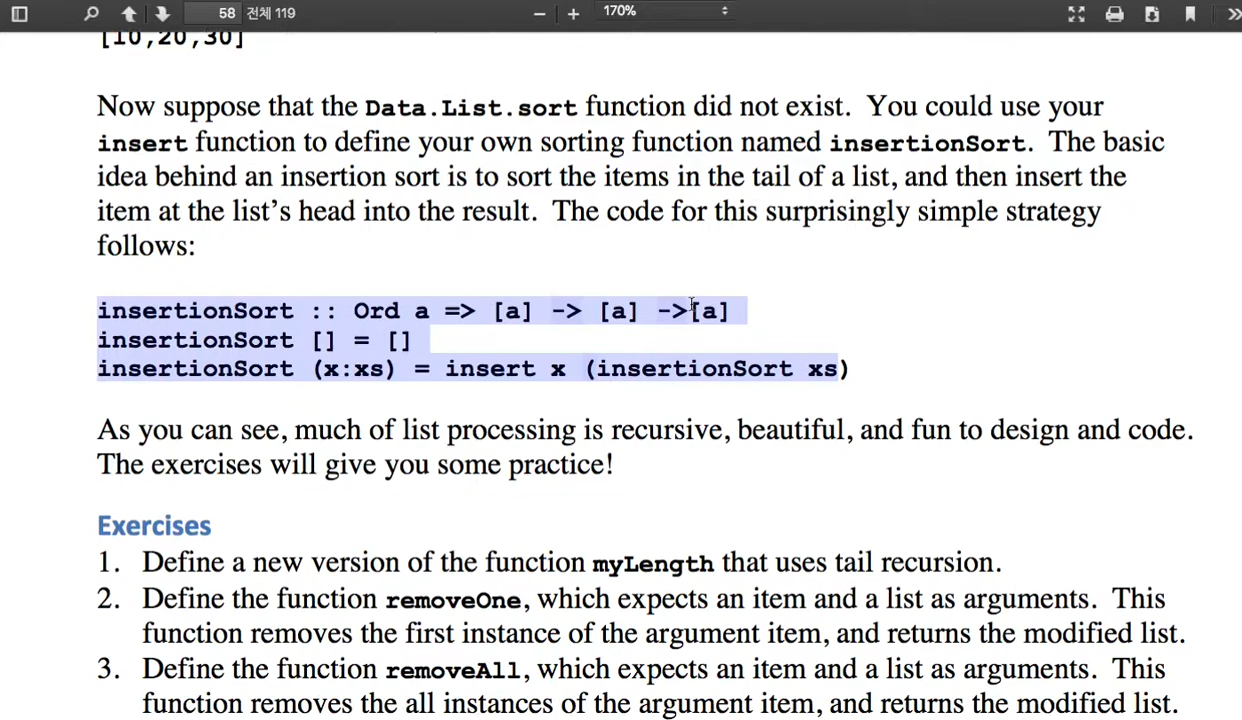 58 전체 119
170%
[10,20,30]
Now suppose that the Data.List.sort function did not exist. You could use your
insert function to define your own sorting function named insertionSort. The basic
idea behind an insertion sort is to sort the items in the tail of a list, and then insert the
item at the list’s head into the result. The code for this surprisingly simple strategy
follows:
insertionSort :: Ord a => [a] -> [a] ->[a]
insertionSort [] = []
insertionSort (x:xs) = insert x (insertionSort xs)
As you can see, much of list processing is recursive, beautiful, and fun to design and code.
The exercises will give you some practice!
Exercises
1. Define a new version of the function myLength that uses tail recursion.
2. Define the function removeOne, which expects an item and a list as arguments. This
function removes the first instance of the argument item, and returns the modified list.
3. Define the function removeAll, which expects an item and a list as arguments. This
function removes the all instances of the argument item, and returns the modified list.